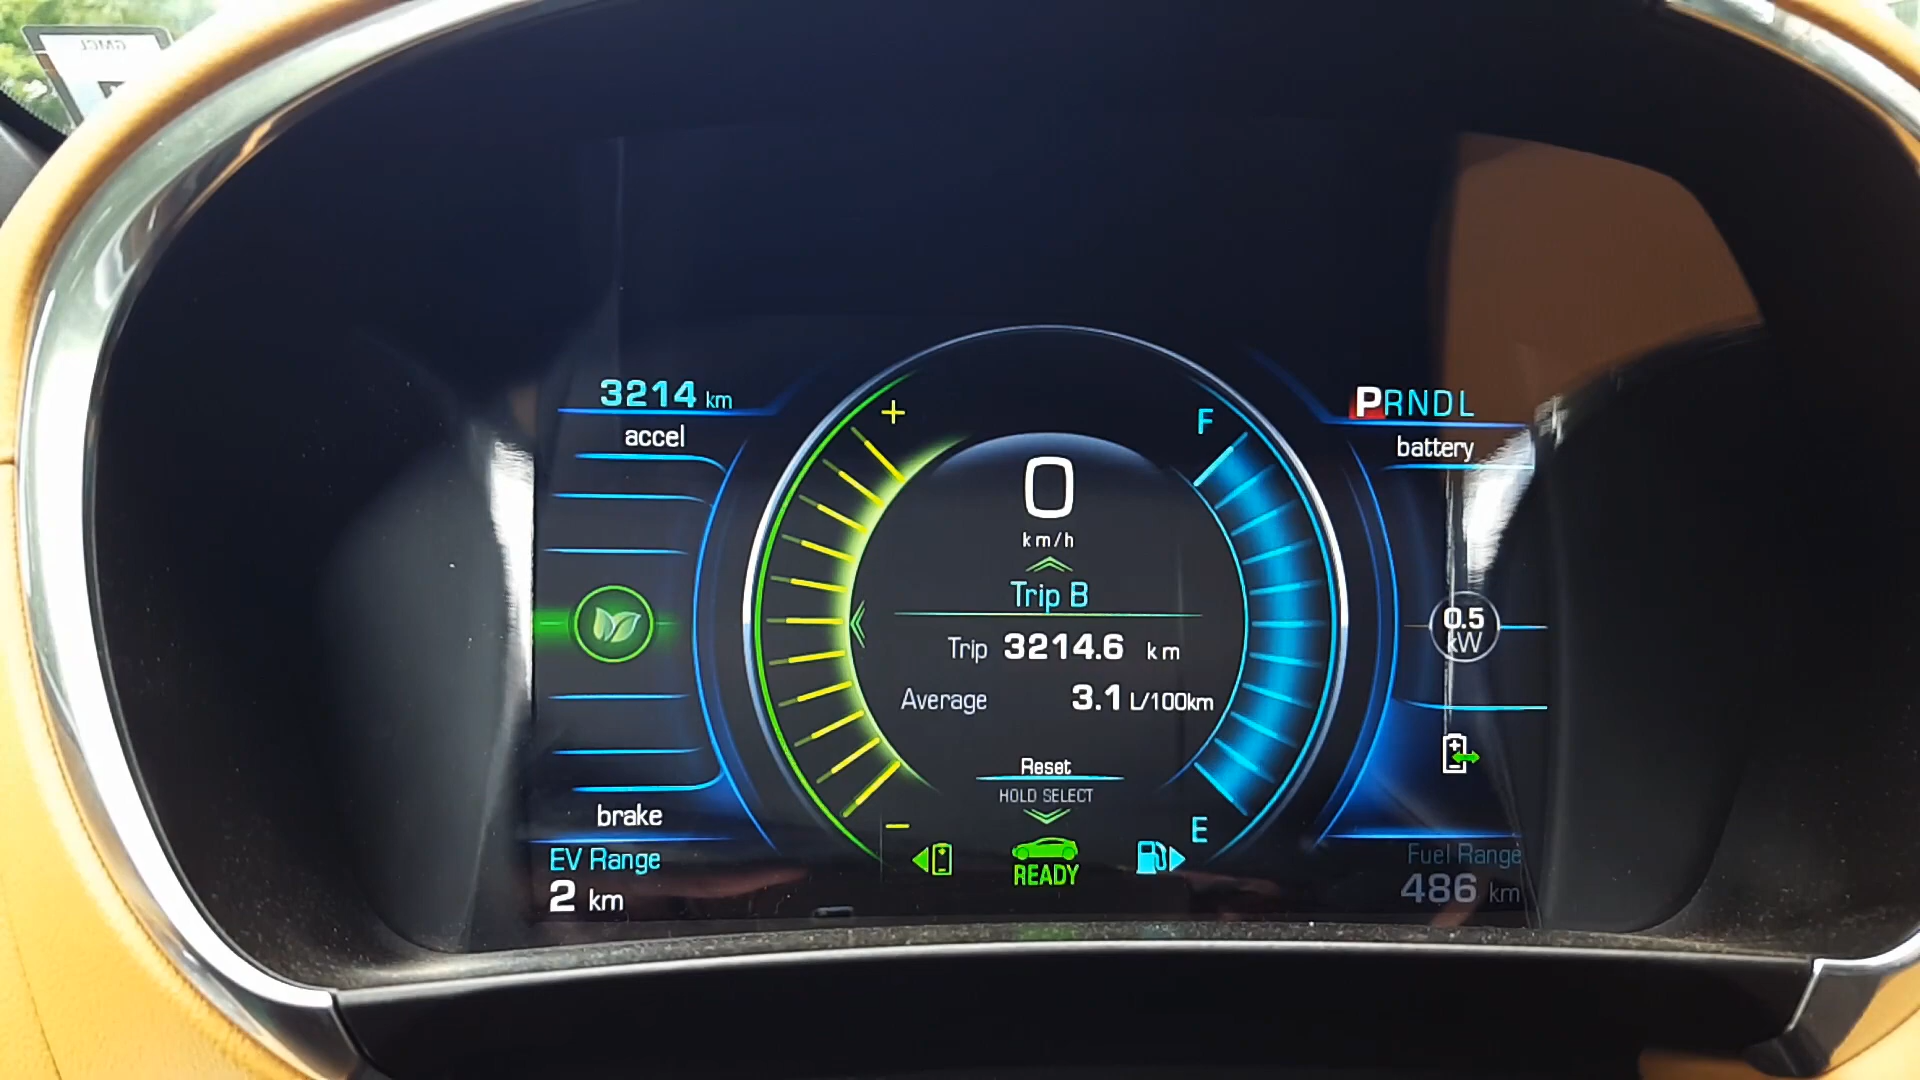 GMCL
3214 km
accel
brake
EV Range
2 km
+
−
F
E
0
km/h
Trip B
Trip 3214.6 km
Average 3.1 L/100km
Reset
HOLD SELECT
READY
PRNDL
battery
0.5
kW
Fuel Range
486 km